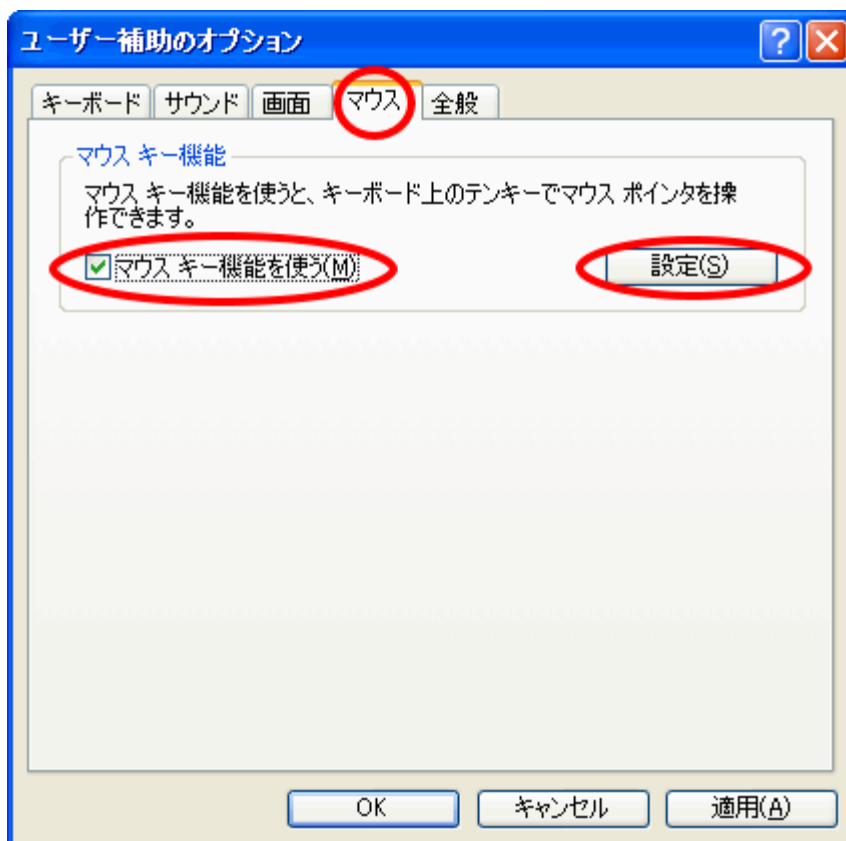 ユーザー補助のオプション
キーボード サウンド 画面 マウス 全般
マウス キー機能
マウス キー機能を使うと、キーボード上のテンキーでマウス ポインタを操
作できます。
マウス キー機能を使う(M) 設定(S)
OK キャンセル 適用(A)